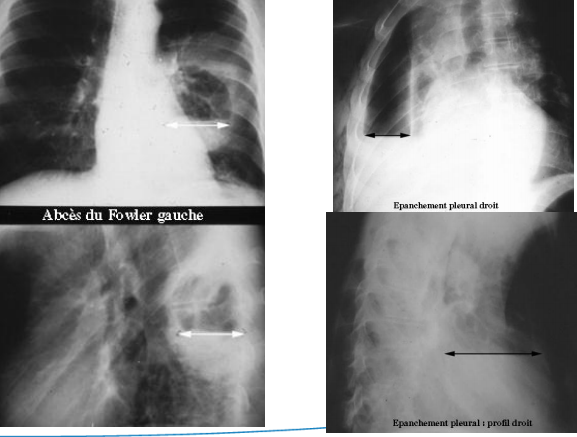 Epanchement pleural droit
Abcès du Fowler gauche
Epanchement pleural : profil droit